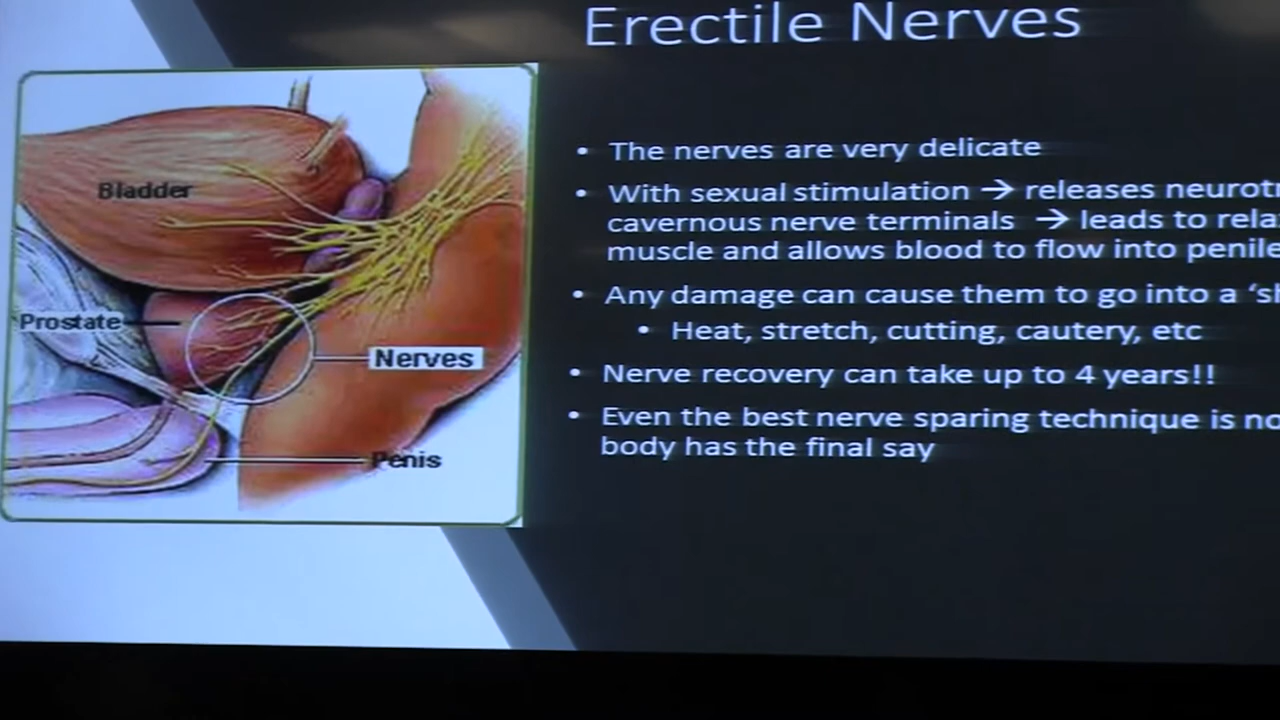 Erectile Nerves
Bladder
Prostate
Nerves
Penis
• The nerves are very delicate
• With sexual stimulation → releases
cavernous nerve terminals → leads to
muscle and allows blood to flow into penile
• Any damage can cause them to go into a
• Heat, stretch, cutting, cautery, etc
• Nerve recovery can take up to 4 years!!
• Even the best nerve sparing technique is
body has the final say